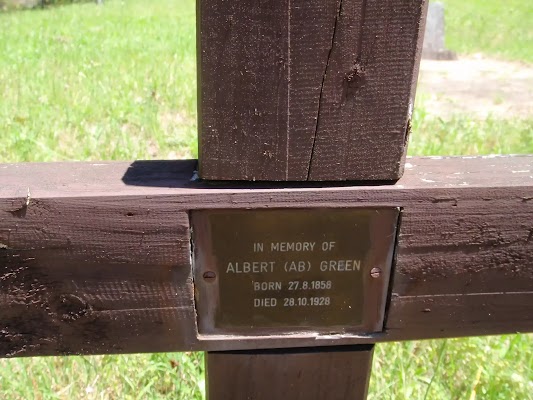 IN MEMORY OF
ALBERT (AB) GREEN
BORN 27.8.1858
DIED 28.10.1928